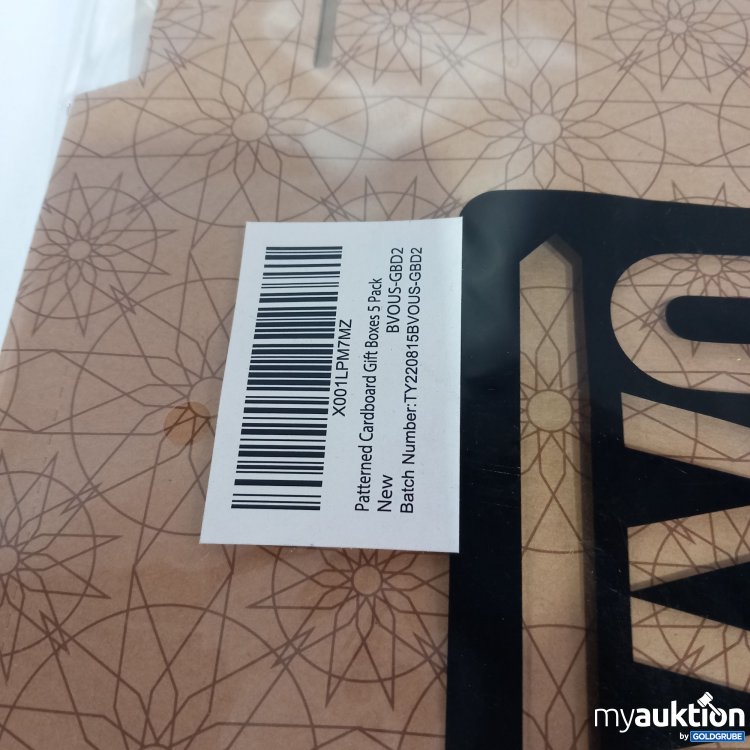 X001LPM7MZ
Patterned Cardboard Gift Boxes 5 Pack
BVOUS-GBD2
New
Batch Number:TY220815BVOUS-GBD2
myauktion
by GOLDGRUBE